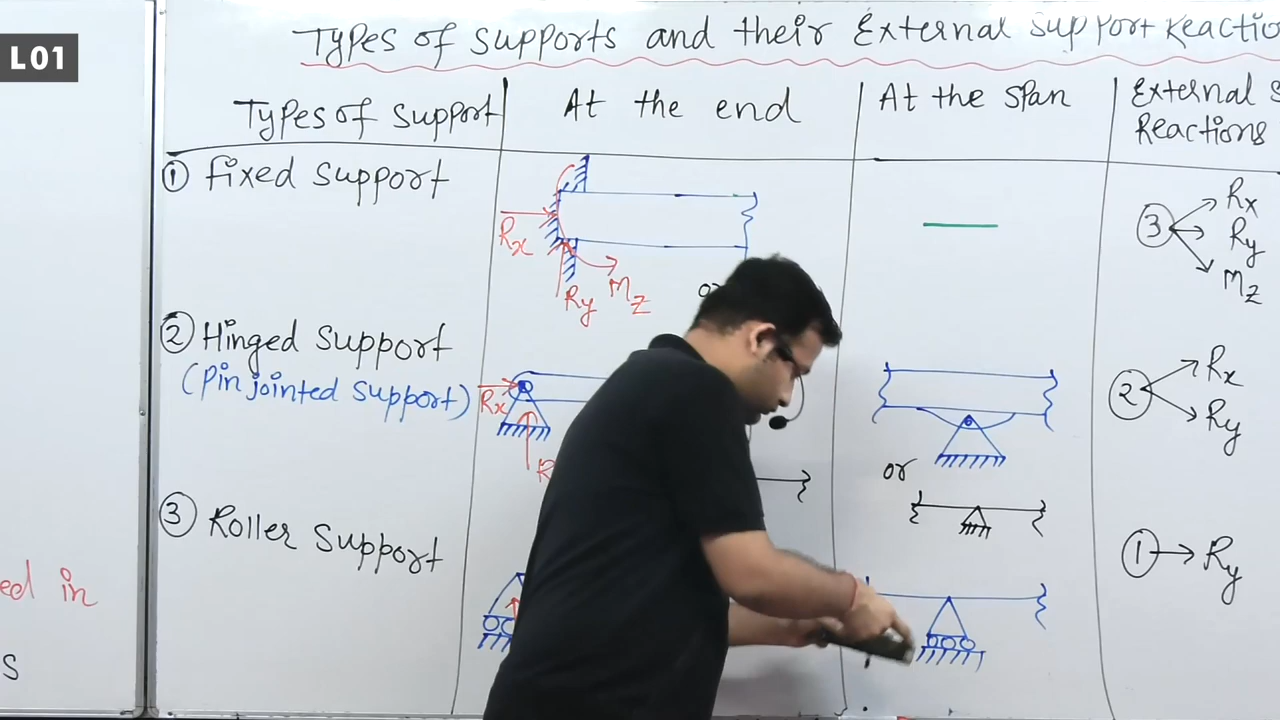 L01
Types of supports and their External Support Reactio
Types of Support
At the end
At the span
External S
Reactions
① fixed Support
Rx
Ry
Mz
or
③ Rx
Ry
Mz
② Hinged Support
(Pin jointed Support)
Rx
R
or
② Rx
Ry
③ Roller Support
① → Ry
ed in
s